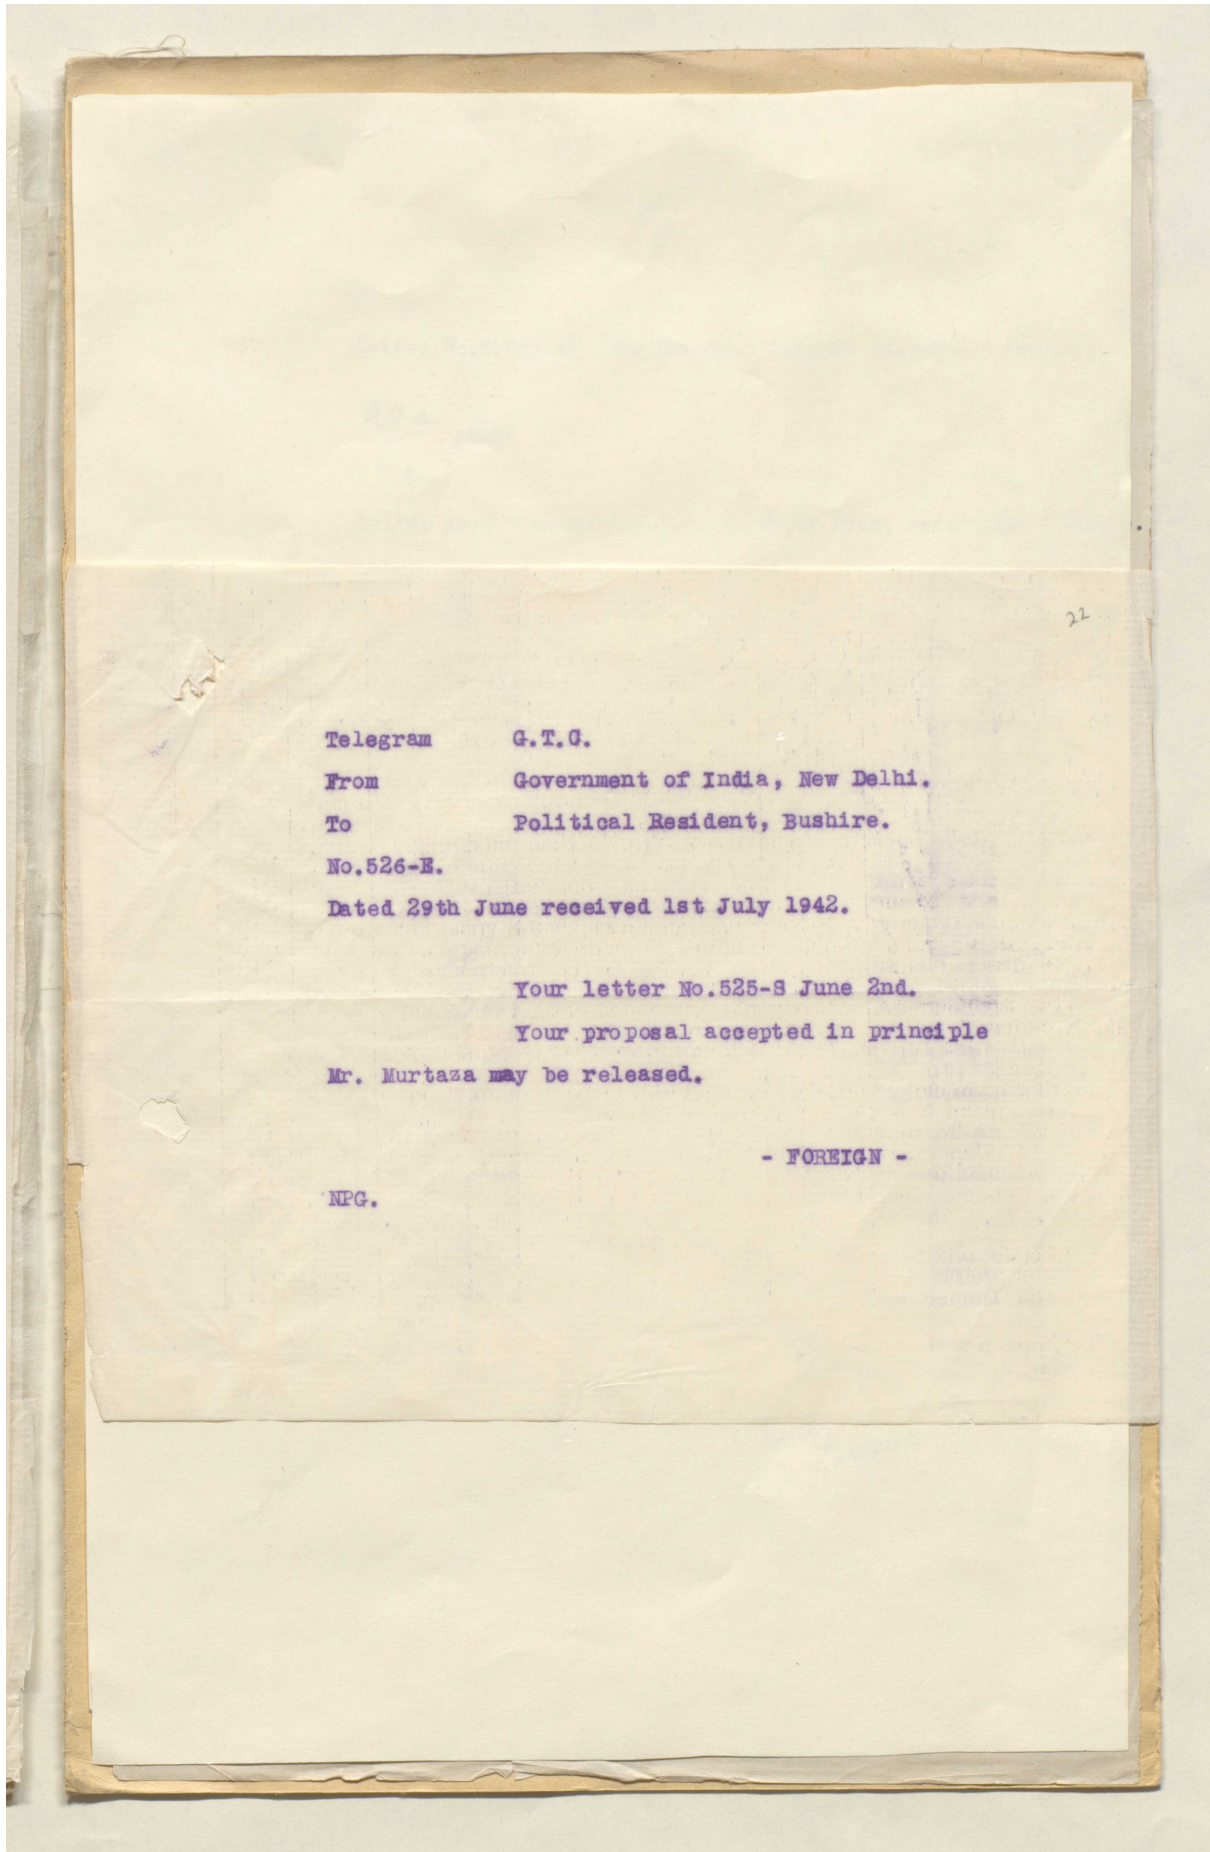 22
Telegram G.T.C.
From Government of India, New Delhi.
To Political Resident, Bushire.
No.526-E.
Dated 29th June received 1st July 1942.
Your letter No.525-S June 2nd.
Your proposal accepted in principle
Mr. Murtaza may be released.
- FOREIGN -
NPG.